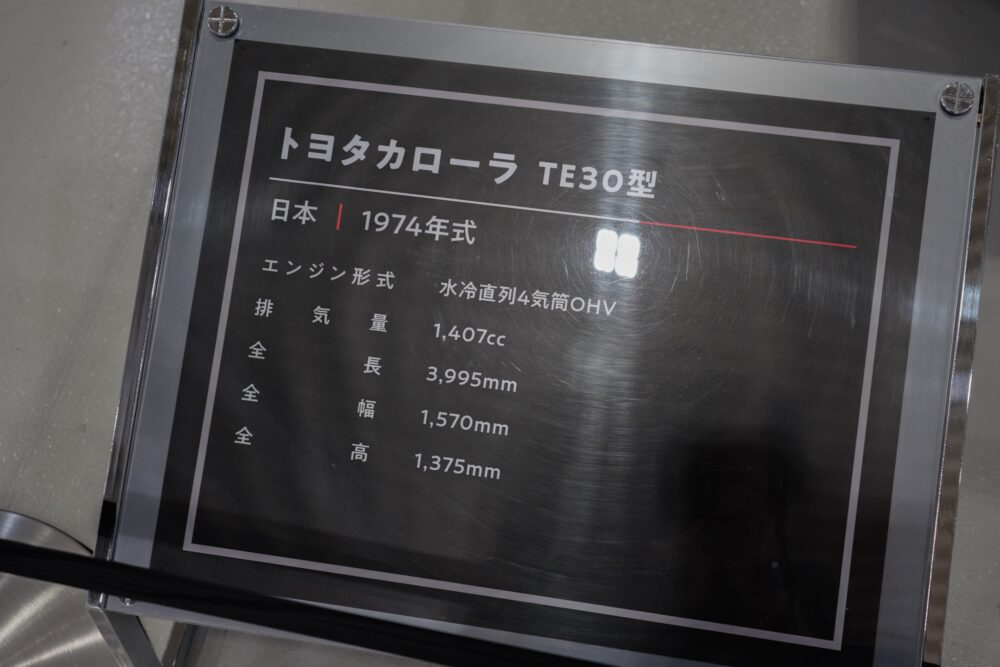 トヨタカローラ TE30型
日本 | 1974年式
エンジン形式 水冷直列4気筒OHV
排気量 1,407cc
全長 3,995mm
全幅 1,570mm
全高 1,375mm